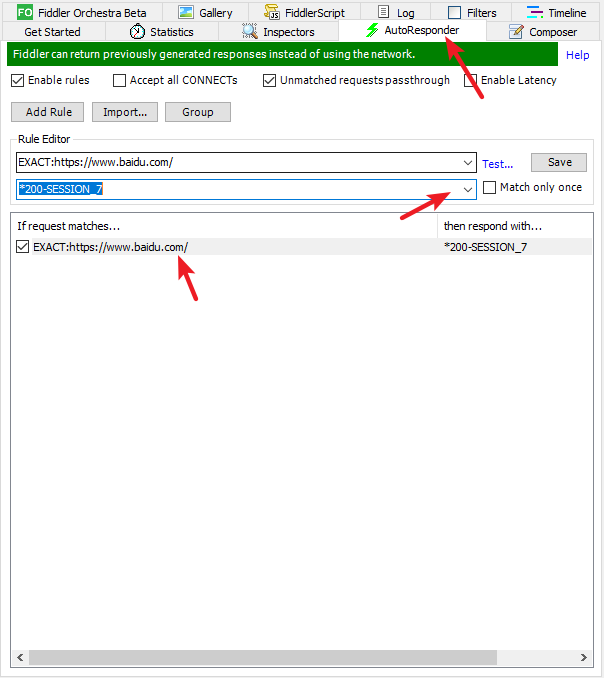 FO Fiddler Orchestra Beta Gallery JS FiddlerScript Log Filters Timeline
Get Started Statistics Inspectors AutoResponder Composer
Fiddler can return previously generated responses instead of using the network. Help
Enable rules Accept all CONNECTs Unmatched requests passthrough Enable Latency
Add Rule Import... Group
Rule Editor
EXACT:https://www.baidu.com/ Test... Save
*200-SESSION_7 Match only once
If request matches... then respond with...
EXACT:https://www.baidu.com/ *200-SESSION_7